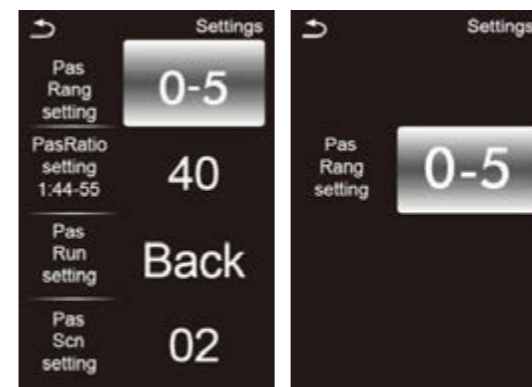 Settings
Pas
Rang
setting
0-5
PasRatio
setting
1:44-55
40
Pas
Run
setting
Back
Pas
Scn
setting
02
Settings
Pas
Rang
setting
0-5